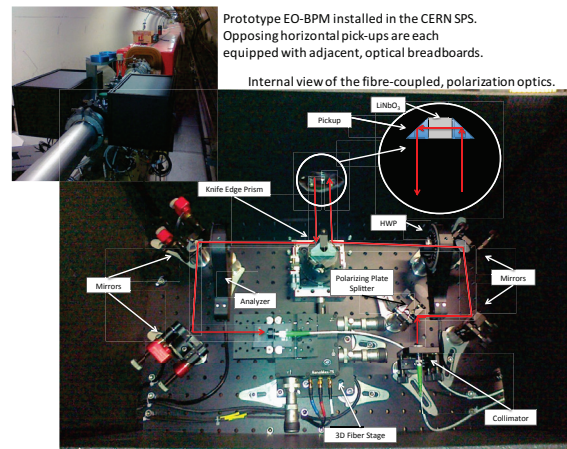 Prototype EO-BPM installed in the CERN SPS.
Opposing horizontal pick-ups are each
equipped with adjacent, optical breadboards.
Internal view of the fibre-coupled, polarization optics.
LiNbO3
Pickup
Knife Edge Prism
HWP
Mirrors
Analyzer
Polarizing Plate
Splitter
Mirrors
Collimator
3D Fiber Stage